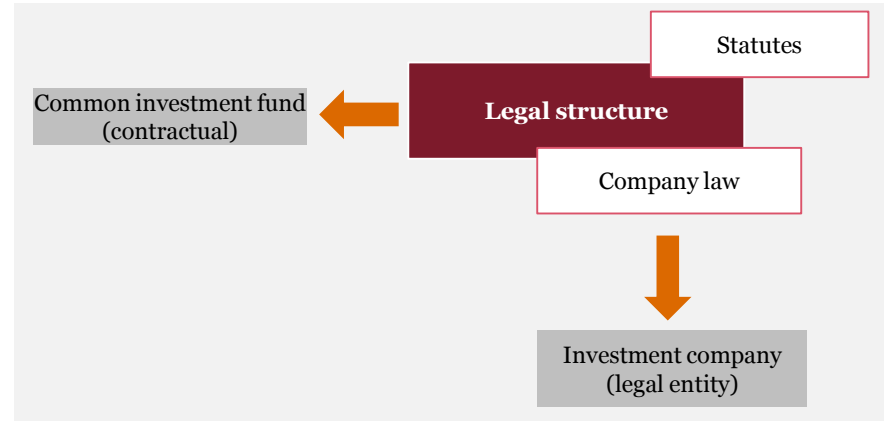 Statutes
Common investment fund
(contractual)
Legal structure
Company law
Investment company
(legal entity)